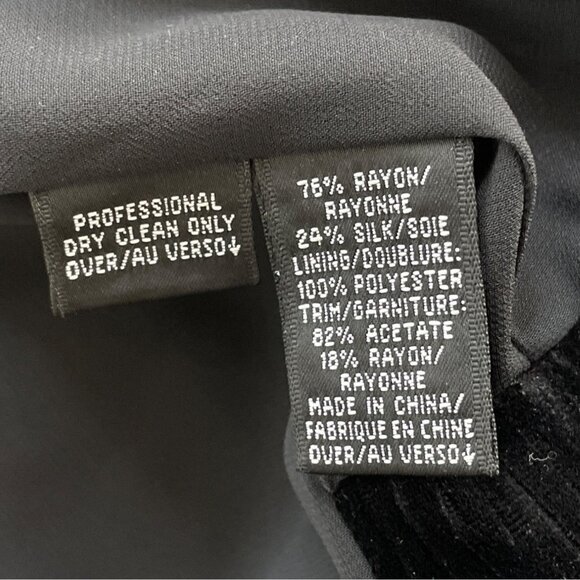 PROFESSIONAL
DRY CLEAN ONLY
OVER/AU VERSO↓
76% RAYON/
RAYONNE
24% SILK/SOIE
LINING/DOUBLURE:
100% POLYESTER
TRIM/GARNITURE:
82% ACETATE
18% RAYON/
RAYONNE
MADE IN CHINA/
FABRIQUE EN CHINE
OVER/AU VERSO↓